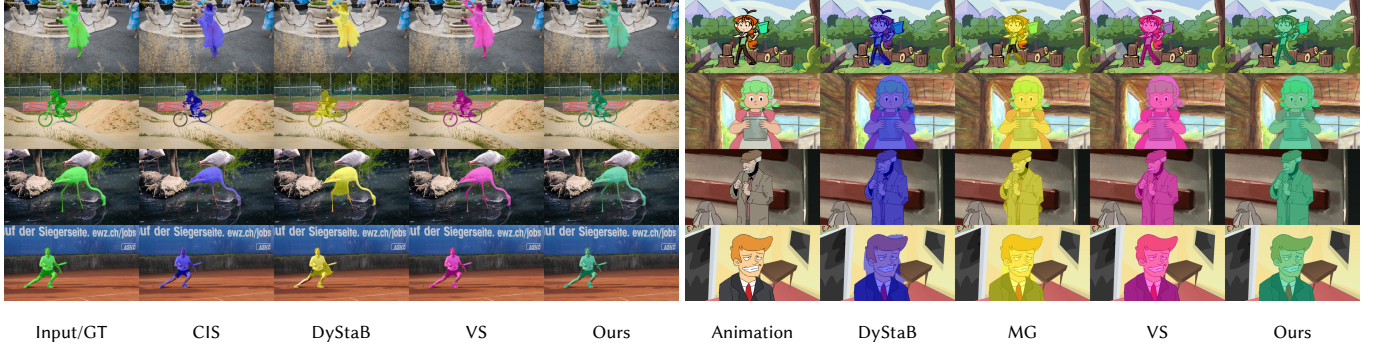 uf der Siegerseite. ewz.ch/jobs uf der Siegerseite. ewz.ch/jobs uf der Siegerseite. ewz.ch/jobs uf der Siegerseite. ewz.ch/jobs uf der Siegerseite. ewz.ch/jobs
Input/GT CIS DyStaB VS Ours Animation DyStaB MG VS Ours